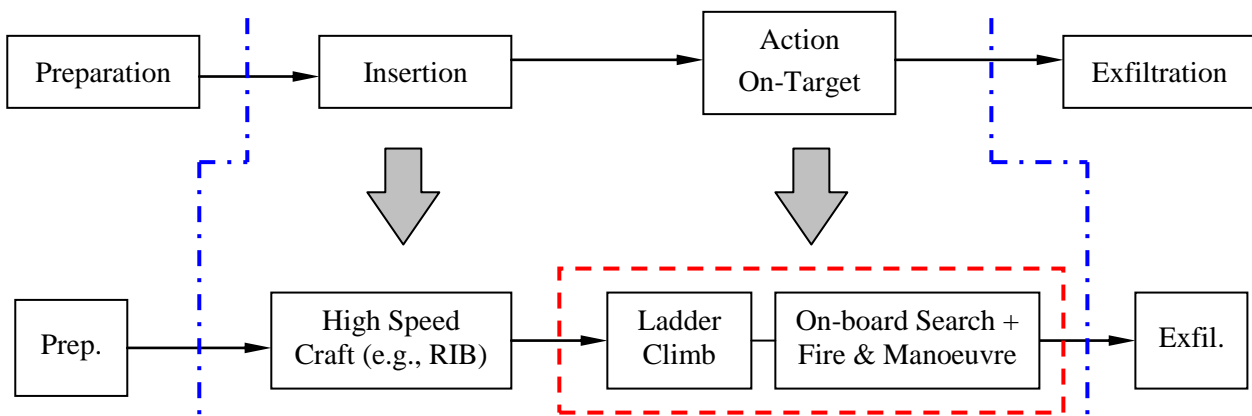 Preparation
Insertion
Action
On-Target
Exfiltration
Prep.
High Speed
Craft (e.g., RIB)
Ladder
Climb
On-board Search +
Fire & Manoeuvre
Exfil.